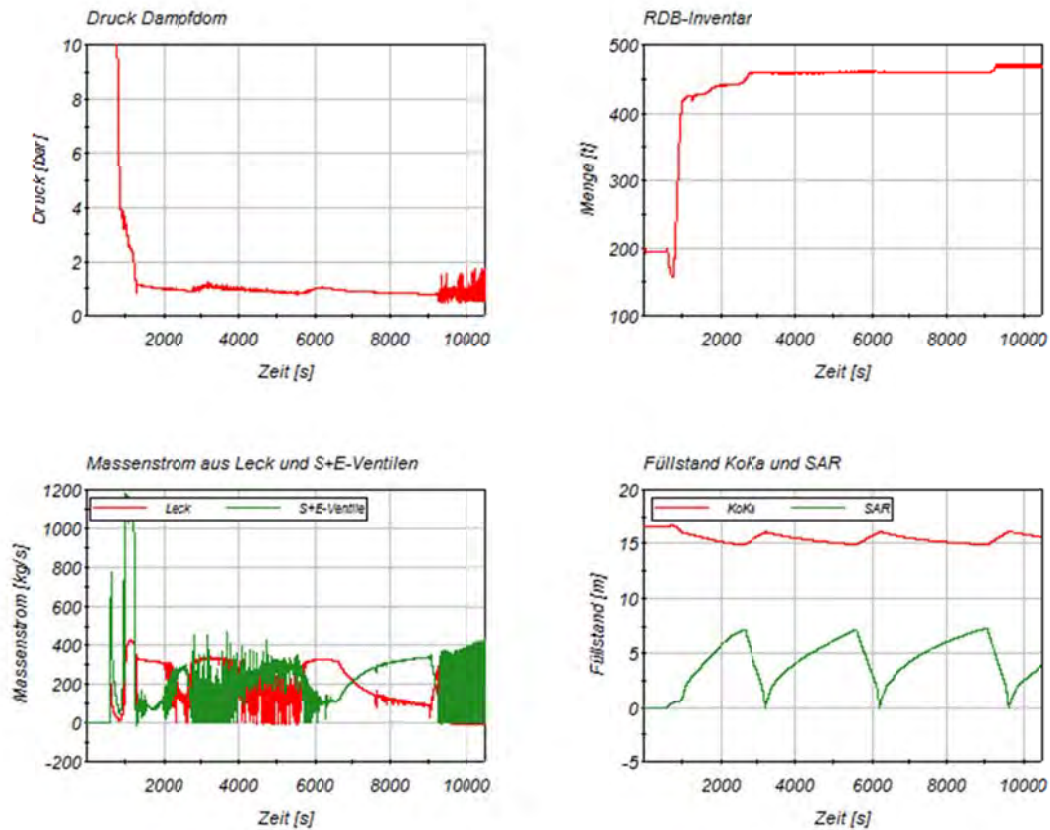 Druck Dampfdom
10
8
6
4
2
0
Druck [bar]
2000 4000 6000 8000 10000
Zeit [s]
RDB-Inventar
500
400
300
200
100
Menge [t]
2000 4000 6000 8000 10000
Zeit [s]
Massenstrom aus Leck und S+E-Ventilen
1200
1000
800
600
400
200
0
-200
Massenstrom [kg/s]
Leck S+E-Ventile
2000 4000 6000 8000 10000
Zeit [s]
Füllstand KoKa und SAR
20
15
10
5
0
-5
Füllstand [m]
SAR
2000 4000 6000 8000 10000
Zeit [s]